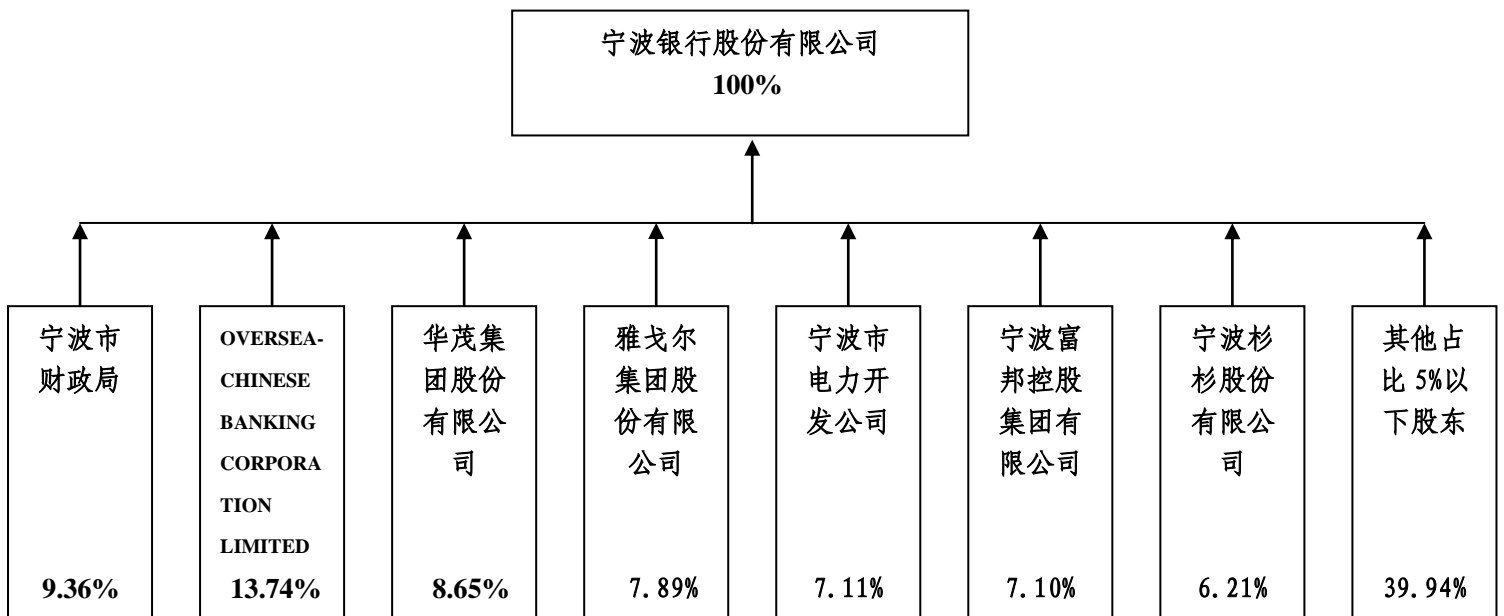 宁波银行股份有限公司
100%
宁波市
财政局
9.36%
OVERSEA-
CHINESE
BANKING
CORPORA
TION
LIMITED
13.74%
华茂集
团股份
有限公
司
8.65%
雅戈尔
集团股
份有限
公司
7.89%
宁波市
电力开
发公司
7.11%
宁波富
邦控股
集团有
限公司
7.10%
宁波杉
杉股份
有限公
司
6.21%
其他占
比 5%以
下股东
39.94%